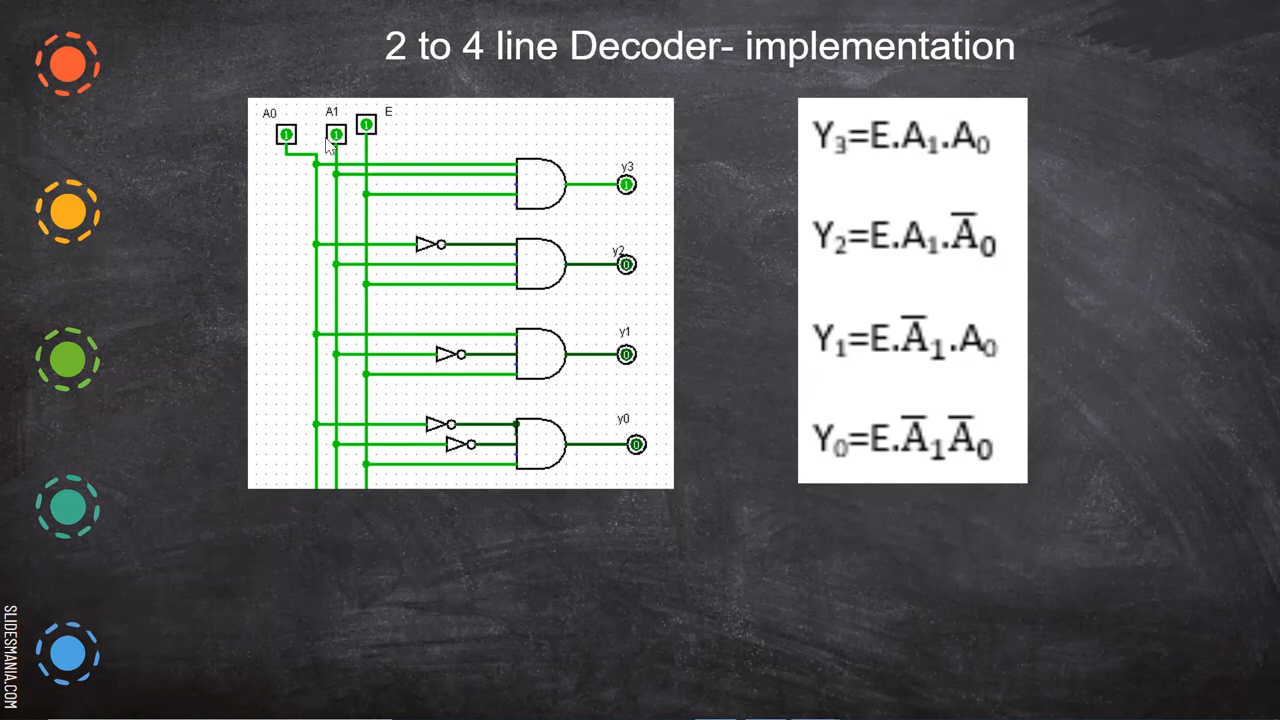 2 to 4 line Decoder- implementation
A0 A1 E
1 1 1
y3
1
y2
0
y1
0
y0
0
Y₃=E.A₁.A₀
Y₂=E.A₁.A̅₀
Y₁=E.A̅₁.A₀
Y₀=E.A̅₁A̅₀
SLIDESMANIA.COM